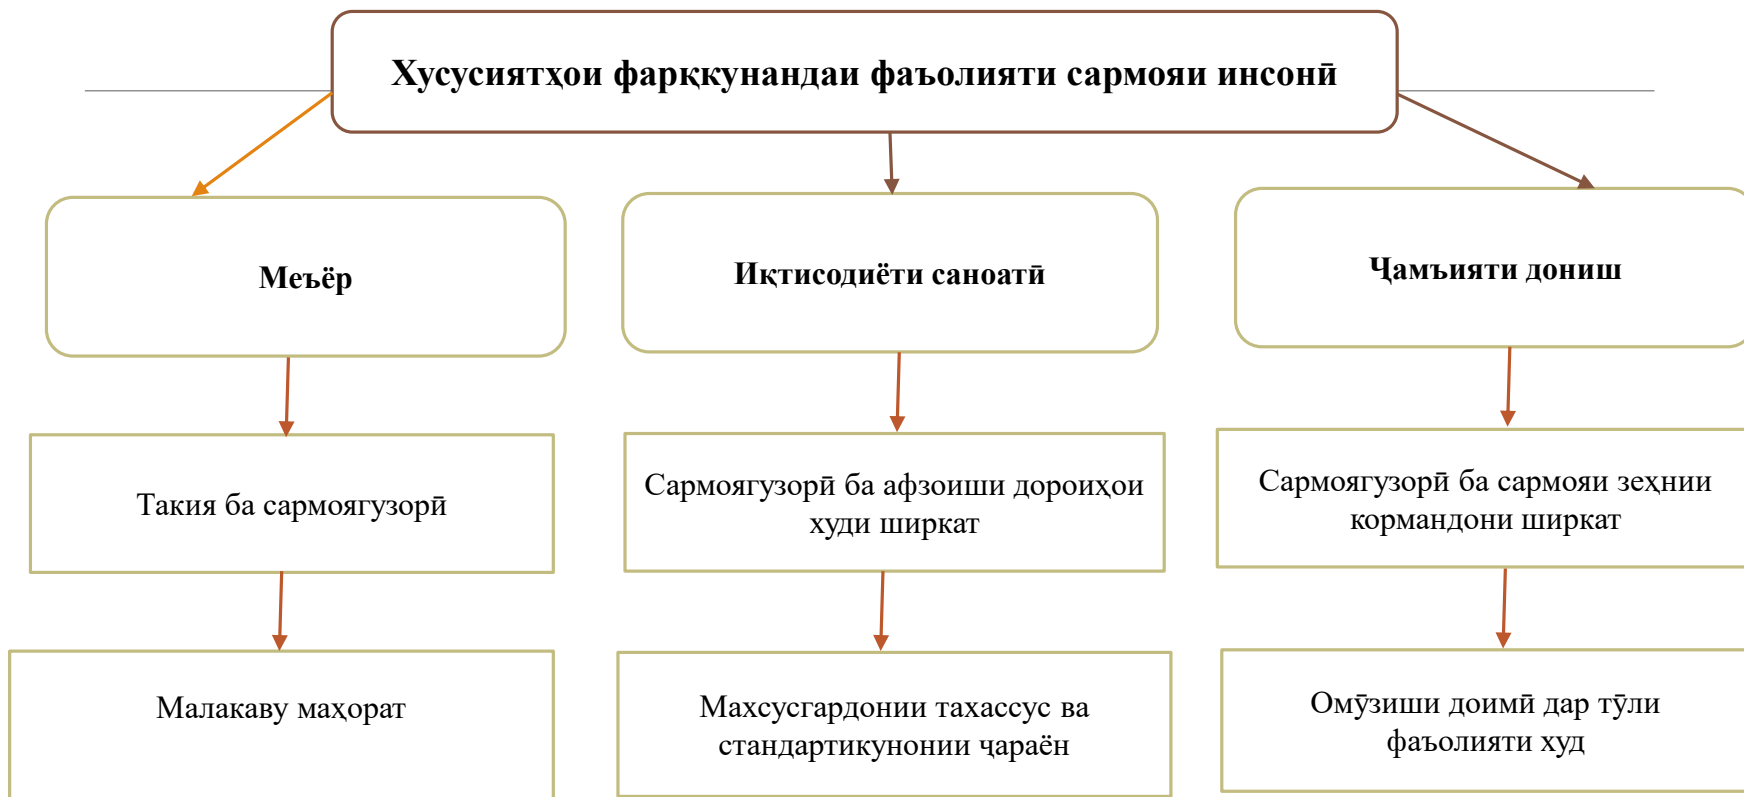 Хусусиятҳои фарққунандаи фаъолияти сармояи инсонӣ
Меъёр
Иқтисодиёти саноатӣ
Ҷамъияти дониш
Такия ба сармоягузорӣ
Сармоягузорӣ ба афзоиши дороиҳои
худи ширкат
Сармоягузорӣ ба сармояи зеҳнии
кормандони ширкат
Малакаву маҳорат
Махсусгардонии тахассус ва
стандартикунонии ҷараён
Омӯзиши доимӣ дар тӯли
фаъолияти худ